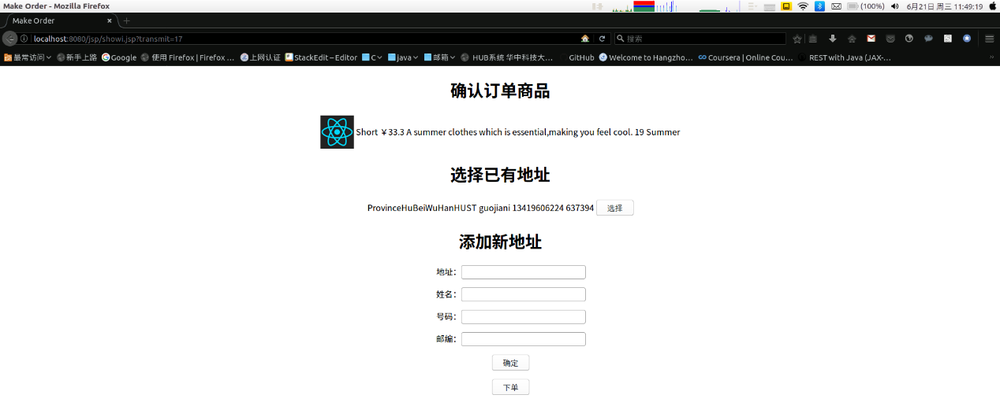 Make Order - Mozilla Firefox
(100%)
6月21日 周三 11:49:19
Make Order
localhost:8080/jsp/showi.jsp?transmit=17
搜索
最常访问
新手上路
Google
使用 Firefox | Firefox ...
上网认证
StackEdit – Editor
C
java
邮箱
HUB系统 华中科技大...
GitHub
Welcome to Hangzho...
Coursera | Online Cou...
REST with Java (JAX-...
确认订单商品
Short ￥33.3 A summer clothes which is essential,making you feel cool. 19 Summer
选择已有地址
ProvinceHuBeiWuHanHUST guojiani 13419606224 637394 选择
添加新地址
地址：
姓名：
号码：
邮编：
确定
下单